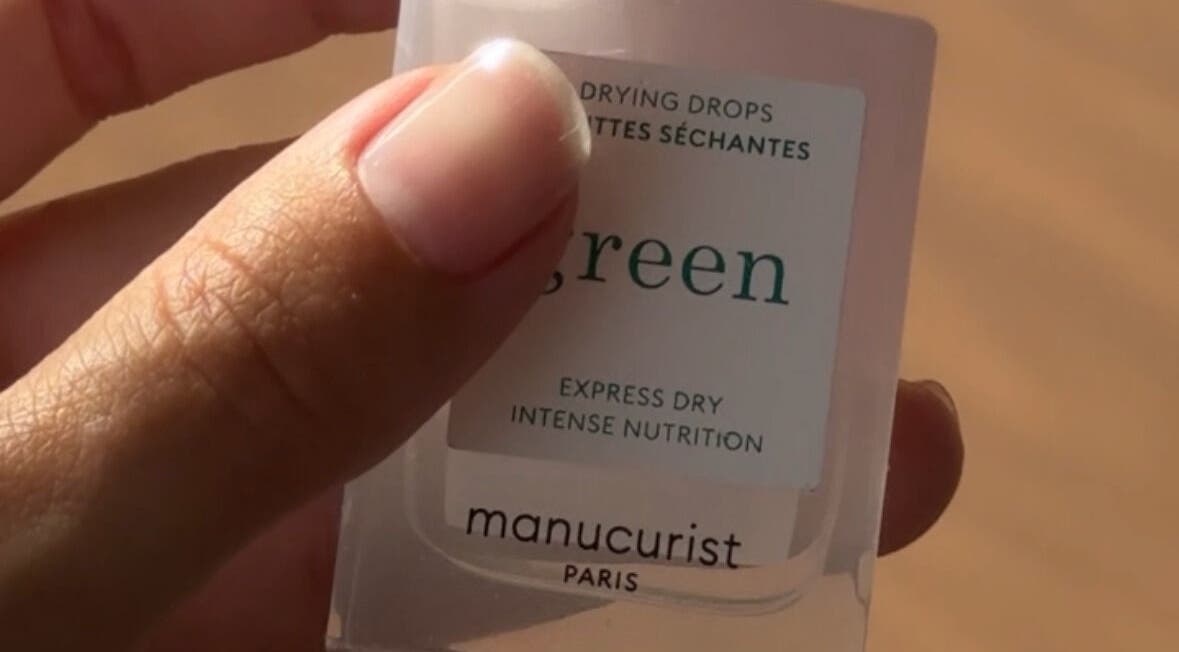 DRYING DROPS
SÉCHANTES
green
EXPRESS DRY
INTENSE NUTRITION
manucurist
PARIS